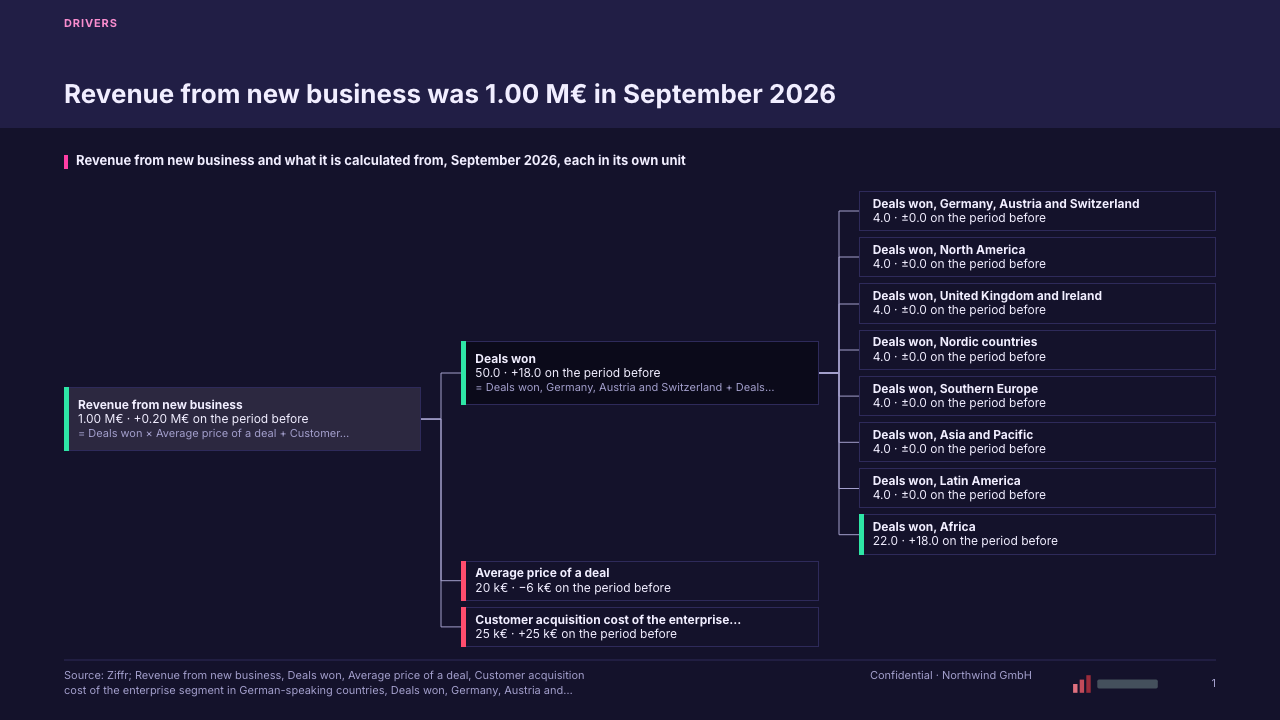 DRIVERS
Revenue from new business was 1.00 M€ in September 2026
Revenue from new business and what it is calculated from, September 2026, each in its own unit
Revenue from new business
1.00 M€ · +0.20 M€ on the period before
= Deals won × Average price of a deal + Customer…
Deals won
50.0 · +18.0 on the period before
= Deals won, Germany, Austria and Switzerland + Deals…
Average price of a deal
20 k€ · −6 k€ on the period before
Customer acquisition cost of the enterprise…
25 k€ · +25 k€ on the period before
Deals won, Germany, Austria and Switzerland
4.0 · ±0.0 on the period before
Deals won, North America
4.0 · ±0.0 on the period before
Deals won, United Kingdom and Ireland
4.0 · ±0.0 on the period before
Deals won, Nordic countries
4.0 · ±0.0 on the period before
Deals won, Southern Europe
4.0 · ±0.0 on the period before
Deals won, Asia and Pacific
4.0 · ±0.0 on the period before
Deals won, Latin America
4.0 · ±0.0 on the period before
Deals won, Africa
22.0 · +18.0 on the period before
Source: Ziffr; Revenue from new business, Deals won, Average price of a deal, Customer acquisition
cost of the enterprise segment in German-speaking countries, Deals won, Germany, Austria and…
Confidential · Northwind GmbH
1